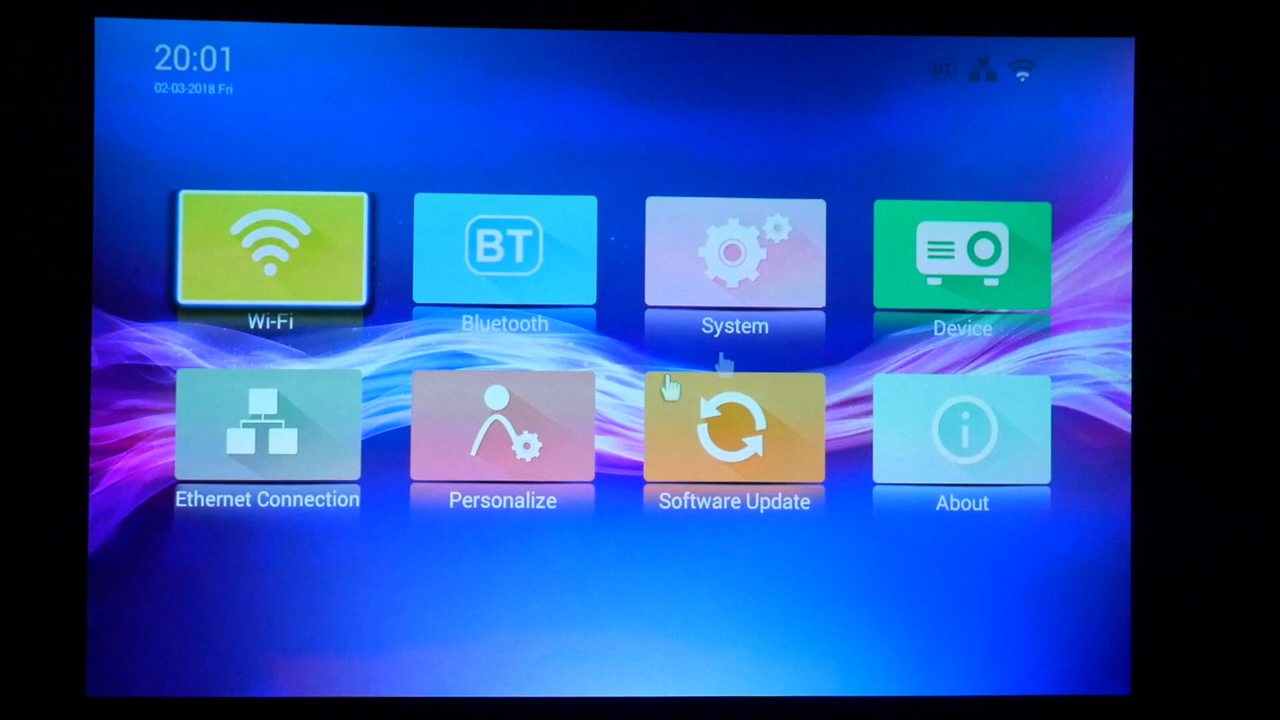 20:01
02-03-2018 Fri
BT
BT
Wi-Fi
Bluetooth
System
Device
Ethernet Connection
Personalize
Software Update
About